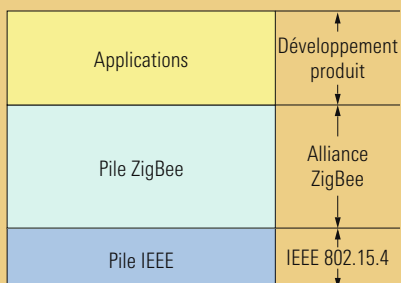 Applications
Développement
produit
Pile ZigBee
Alliance
ZigBee
Pile IEEE
IEEE 802.15.4